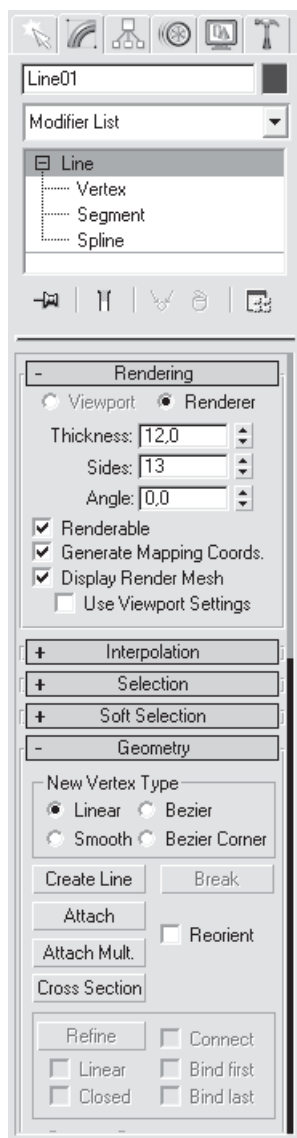 Line01
Modifier List
Line
Vertex
Segment
Spline
- Rendering
Viewport Renderer
Thickness: 12,0
Sides: 13
Angle: 0,0
Renderable
Generate Mapping Coords.
Display Render Mesh
Use Viewport Settings
+ Interpolation
+ Selection
+ Soft Selection
- Geometry
New Vertex Type
Linear Bezier
Smooth Bezier Corner
Create Line Break
Attach
Reorient
Attach Mult.
Cross Section
Refine Connect
Linear Bind first
Closed Bind last